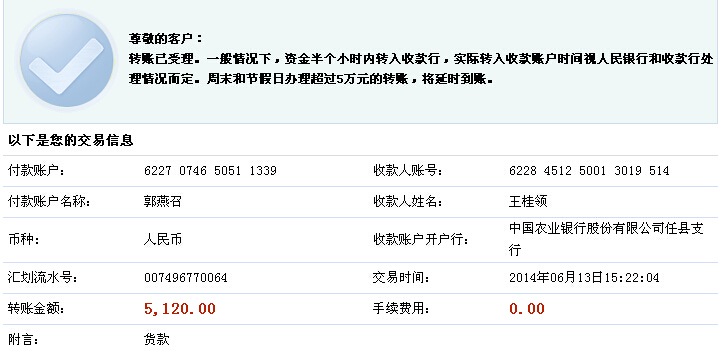 尊敬的客户：
转账已受理。一般情况下，资金半个小时内转入收款行，实际转入收款账户时间视人民银行和收款行处
理情况而定。周末和节假日办理超过5万元的转账，将延时到账。
以下是您的交易信息
付款账户： 6227 0746 5051 1339 收款人账号： 6228 4512 5001 3019 514
付款账户名称： 郭燕召 收款人姓名： 王桂领
币种： 人民币 收款账户开户行： 中国农业银行股份有限公司任县支
行
汇划流水号： 007496770064 交易时间： 2014年06月13日15:22:04
转账金额： 5,120.00 手续费用： 0.00
附言： 货款